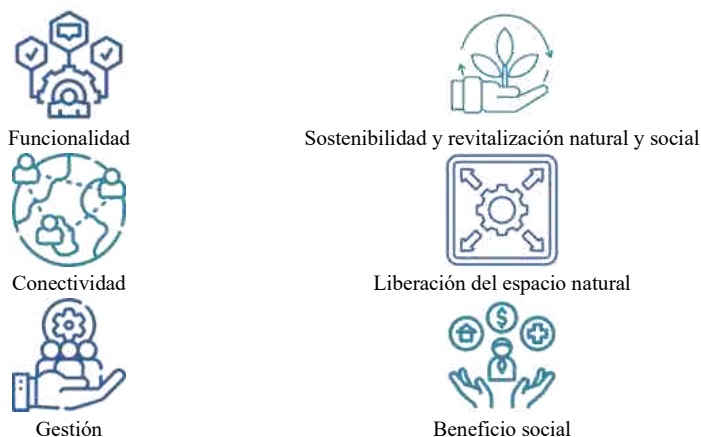 Funcionalidad
Sostenibilidad y revitalización natural y social
Conectividad
Liberación del espacio natural
$
Gestión
Beneficio social